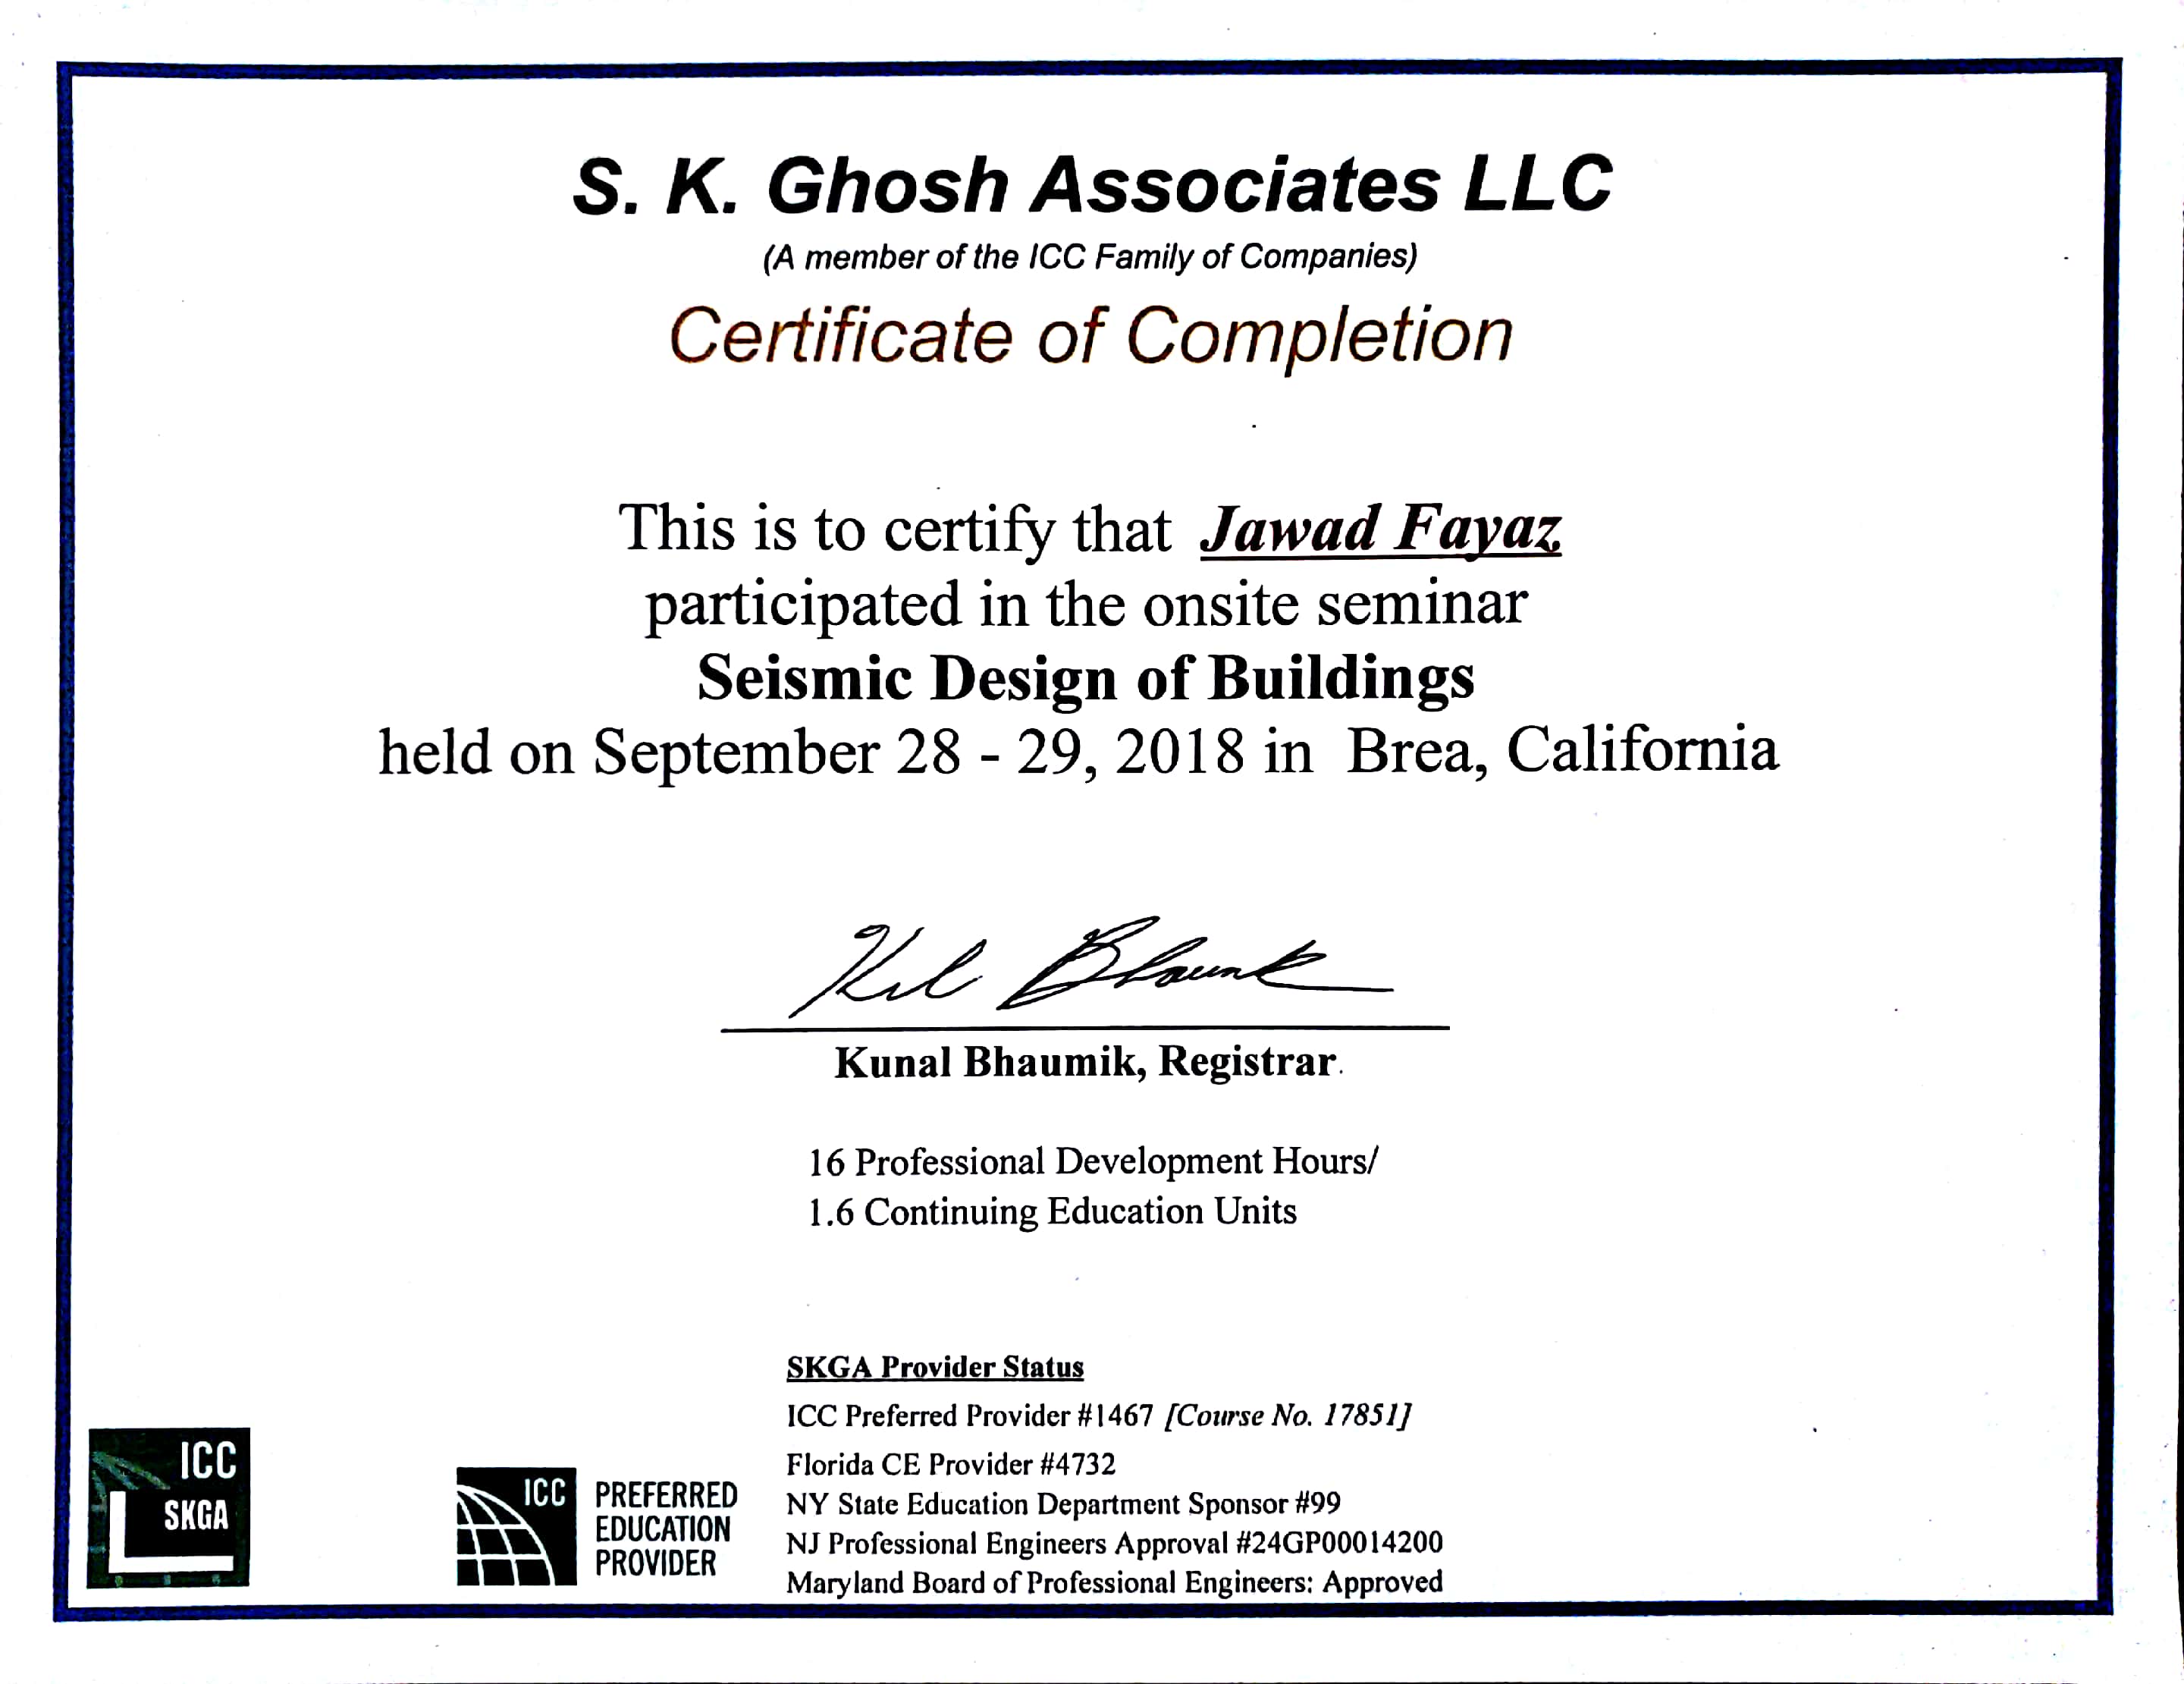 S. K. Ghosh Associates LLC
(A member of the ICC Family of Companies)
Certificate of Completion
This is to certify that Jawad Fayaz
participated in the onsite seminar
Seismic Design of Buildings
held on September 28 - 29, 2018 in Brea, California
Kunal Bhaumik, Registrar.
16 Professional Development Hours/
1.6 Continuing Education Units
SKGA Provider Status
ICC Preferred Provider #1467 [Course No. 17851]
Florida CE Provider #4732
NY State Education Department Sponsor #99
NJ Professional Engineers Approval #24GP00014200
Maryland Board of Professional Engineers: Approved
ICC
SKGA
ICC
PREFERRED
EDUCATION
PROVIDER